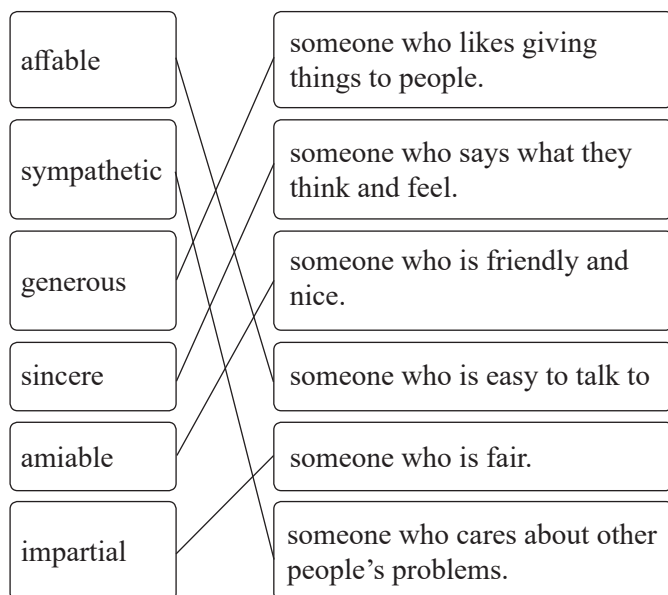 affable
someone who likes giving
things to people.
sympathetic
someone who says what they
think and feel.
generous
someone who is friendly and
nice.
sincere
someone who is easy to talk to
amiable
someone who is fair.
impartial
someone who cares about other
people’s problems.